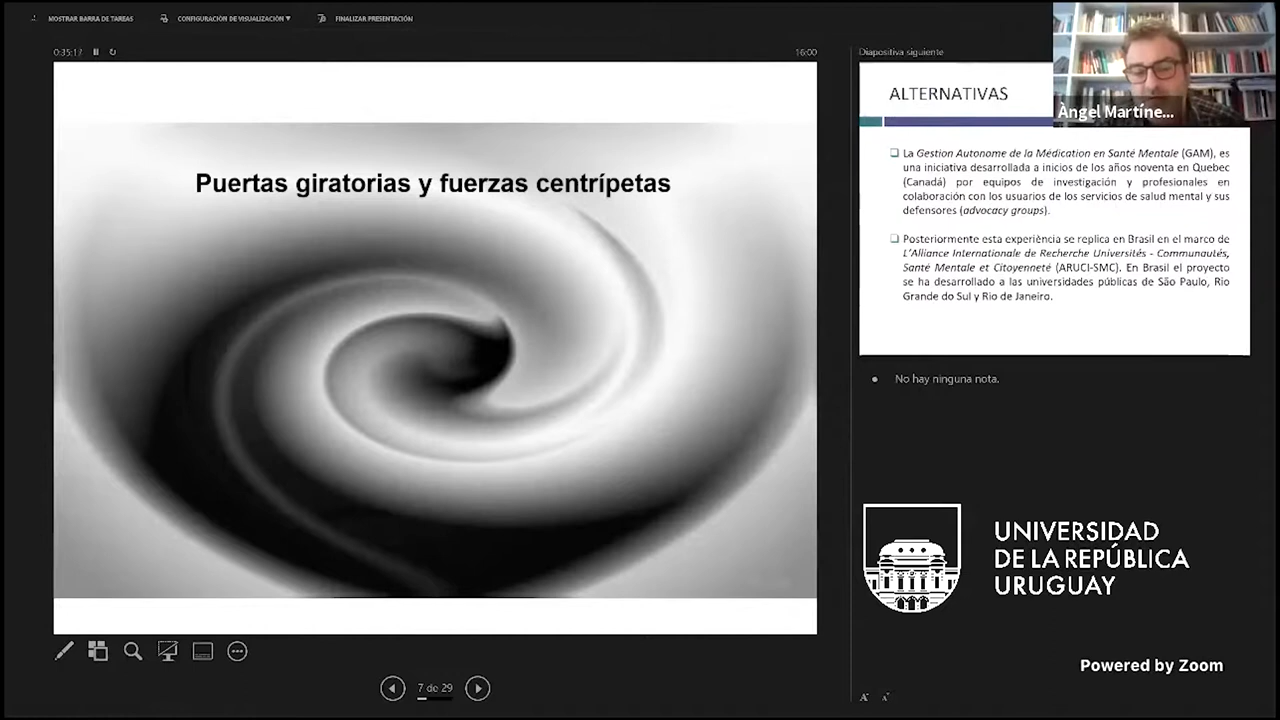 MOSTRAR BARRA DE TAREAS
CONFIGURACIÓN DE VISUALIZACIÓN ▼
FINALIZAR PRESENTACIÓN
0:35:17
16:00
Puertas giratorias y fuerzas centrípetas
7 de 29
Diapositiva siguiente
Àngel Martíne...
ALTERNATIVAS
La Gestion Autonome de la Médication en Santé Mentale (GAM), es
una iniciativa desarrollada a inicios de los años noventa en Quebec
(Canadá) por equipos de investigación y profesionales en
colaboración con los usuarios de los servicios de salud mental y sus
defensores (advocacy groups).
Posteriormente esta experiència se replica en Brasil en el marco de
L'Alliance Internationale de Recherche Universités - Communautés,
Santé Mentale et Citoyenneté (ARUCI-SMC). En Brasil el proyecto
se ha desarrollado a las universidades públicas de São Paulo, Rio
Grande do Sul y Rio de Janeiro.
No hay ninguna nota.
UNIVERSIDAD
DE LA REPÚBLICA
URUGUAY
Powered by Zoom
A A